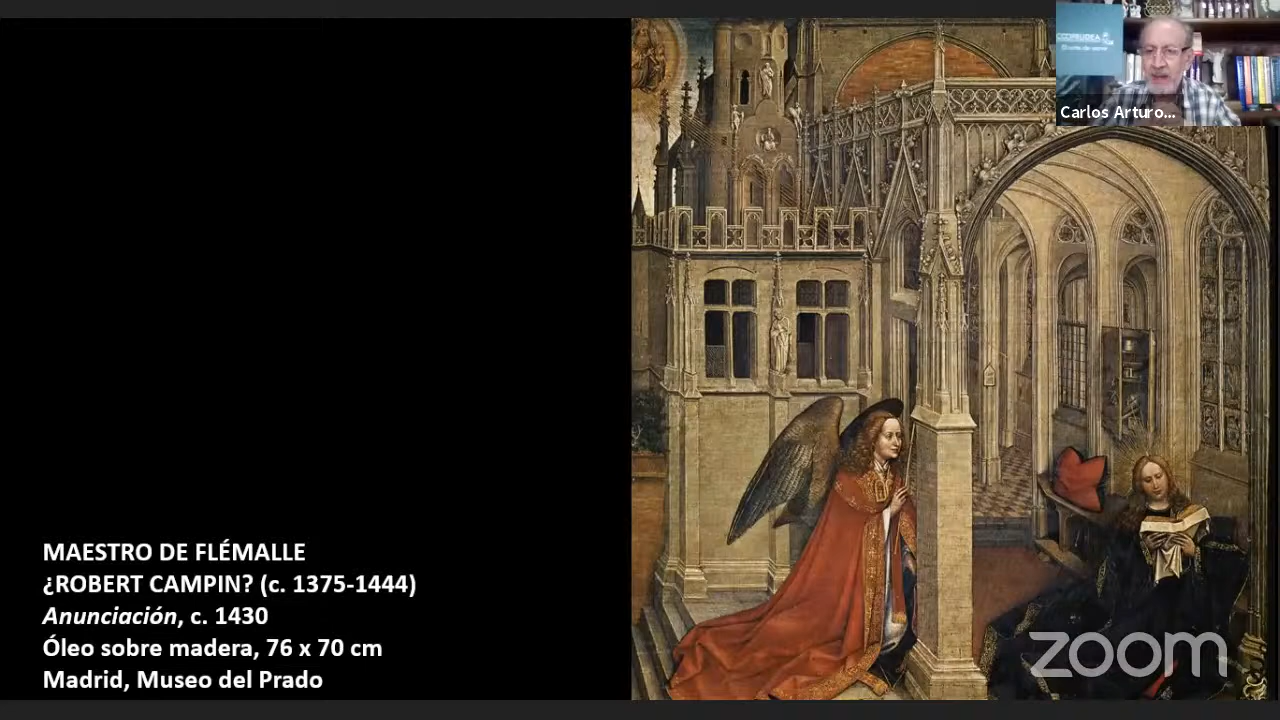 Carlos Arturo...
MAESTRO DE FLÉMALLE
¿ROBERT CAMPIN? (c. 1375-1444)
Anunciación, c. 1430
Óleo sobre madera, 76 x 70 cm
Madrid, Museo del Prado
zoom